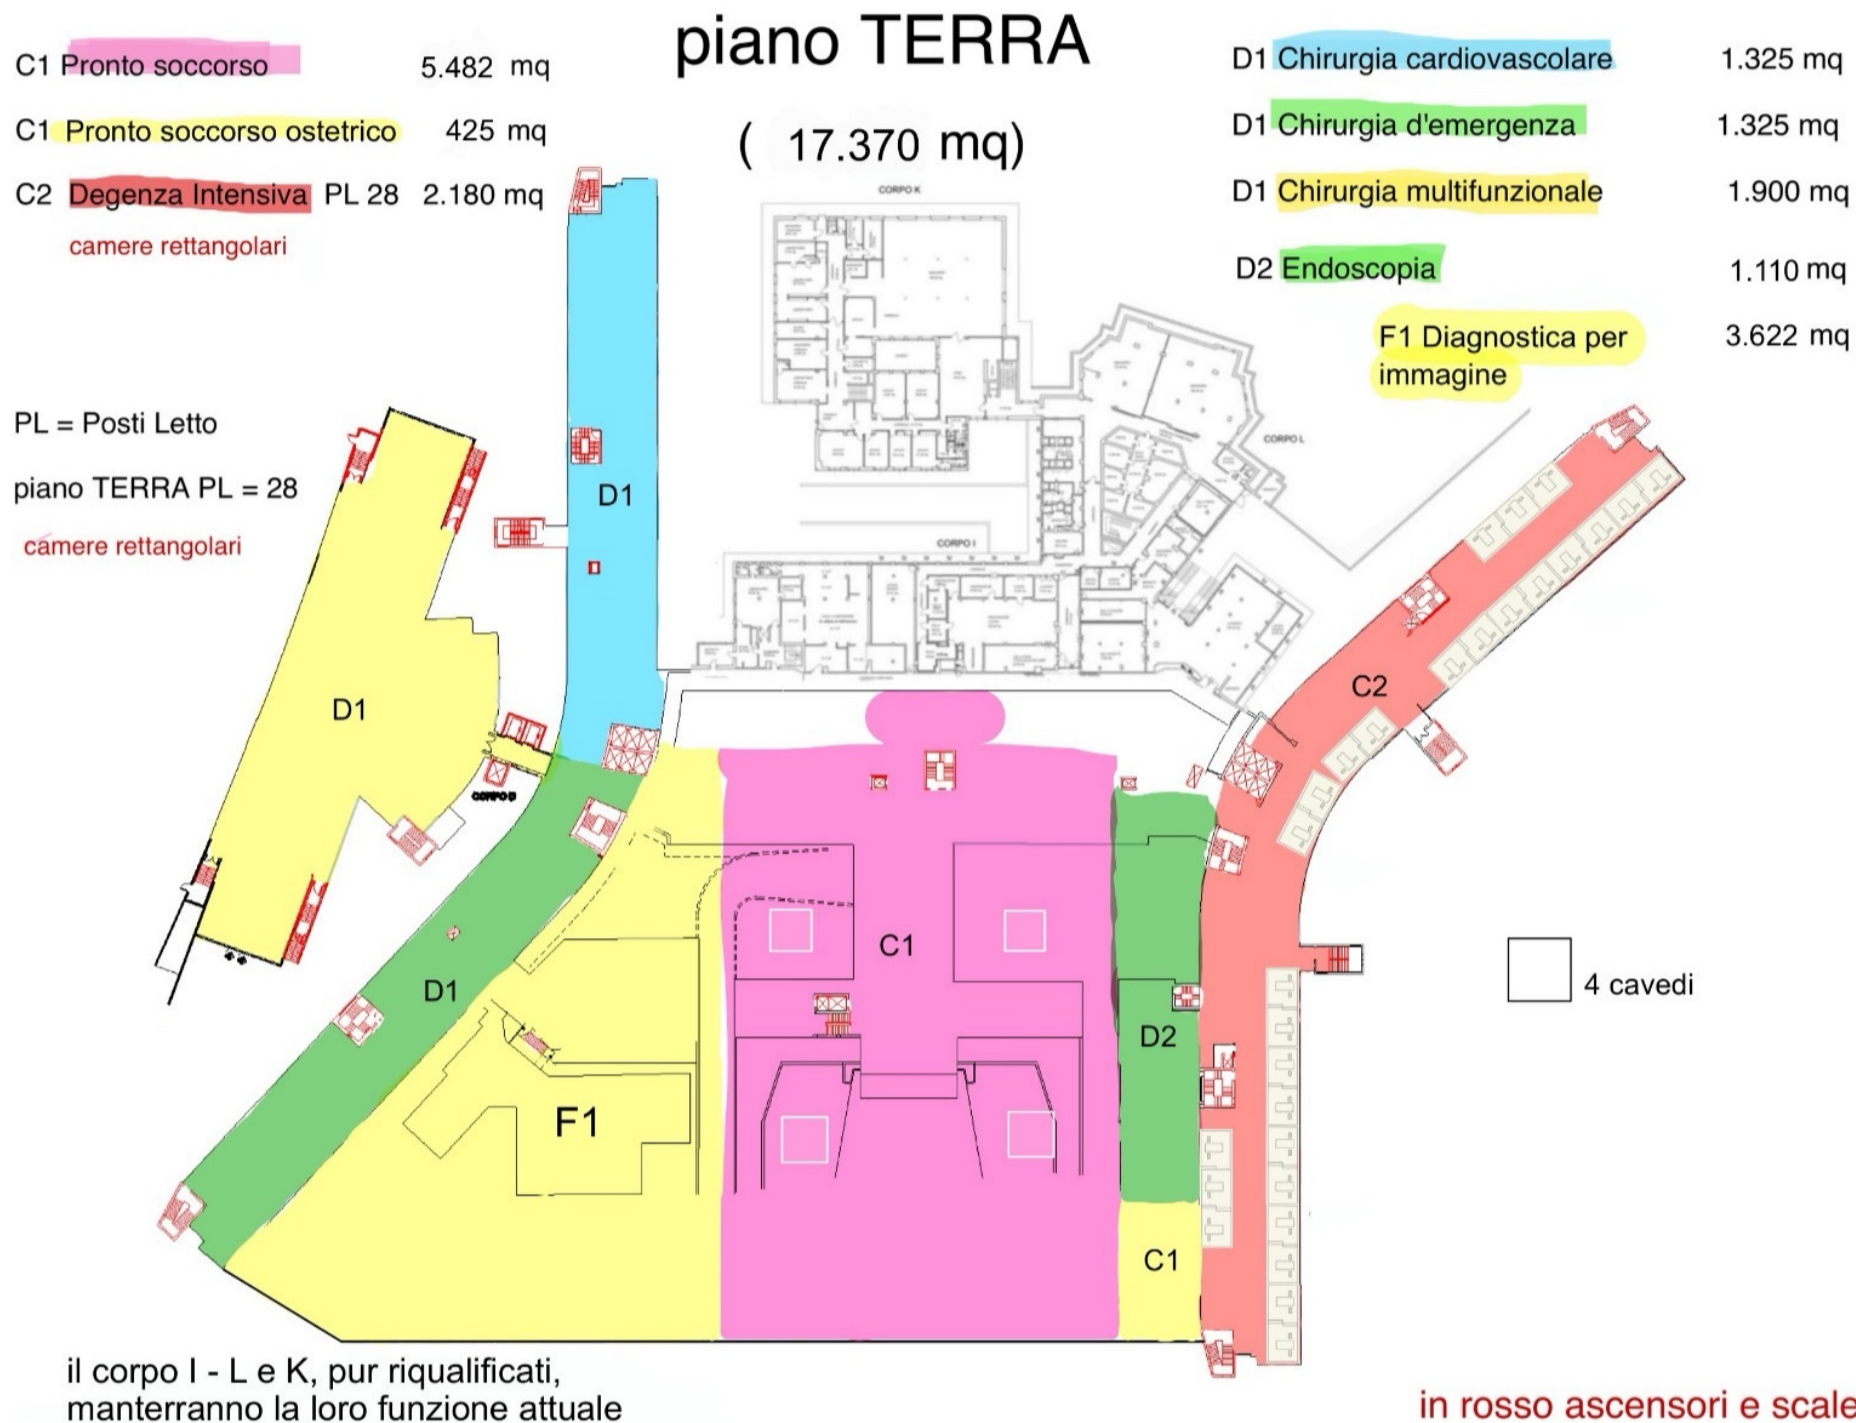 piano TERRA
( 17.370 mq)
C1 Pronto soccorso 5.482 mq
C1 Pronto soccorso ostetrico 425 mq
C2 Degenza Intensiva PL 28 2.180 mq
camere rettangolari
D1 Chirurgia cardiovascolare 1.325 mq
D1 Chirurgia d'emergenza 1.325 mq
D1 Chirurgia multifunzionale 1.900 mq
D2 Endoscopia 1.110 mq
F1 Diagnostica per 3.622 mq
immagine
PL = Posti Letto
piano TERRA PL = 28
camere rettangolari
CORPO K
CORPO L
CORPO I
D1
D1
C2
CORPO D
C1
D1
D2
F1
C1
4 cavedi
il corpo I - L e K, pur riqualificati,
manterranno la loro funzione attuale
in rosso ascensori e scale